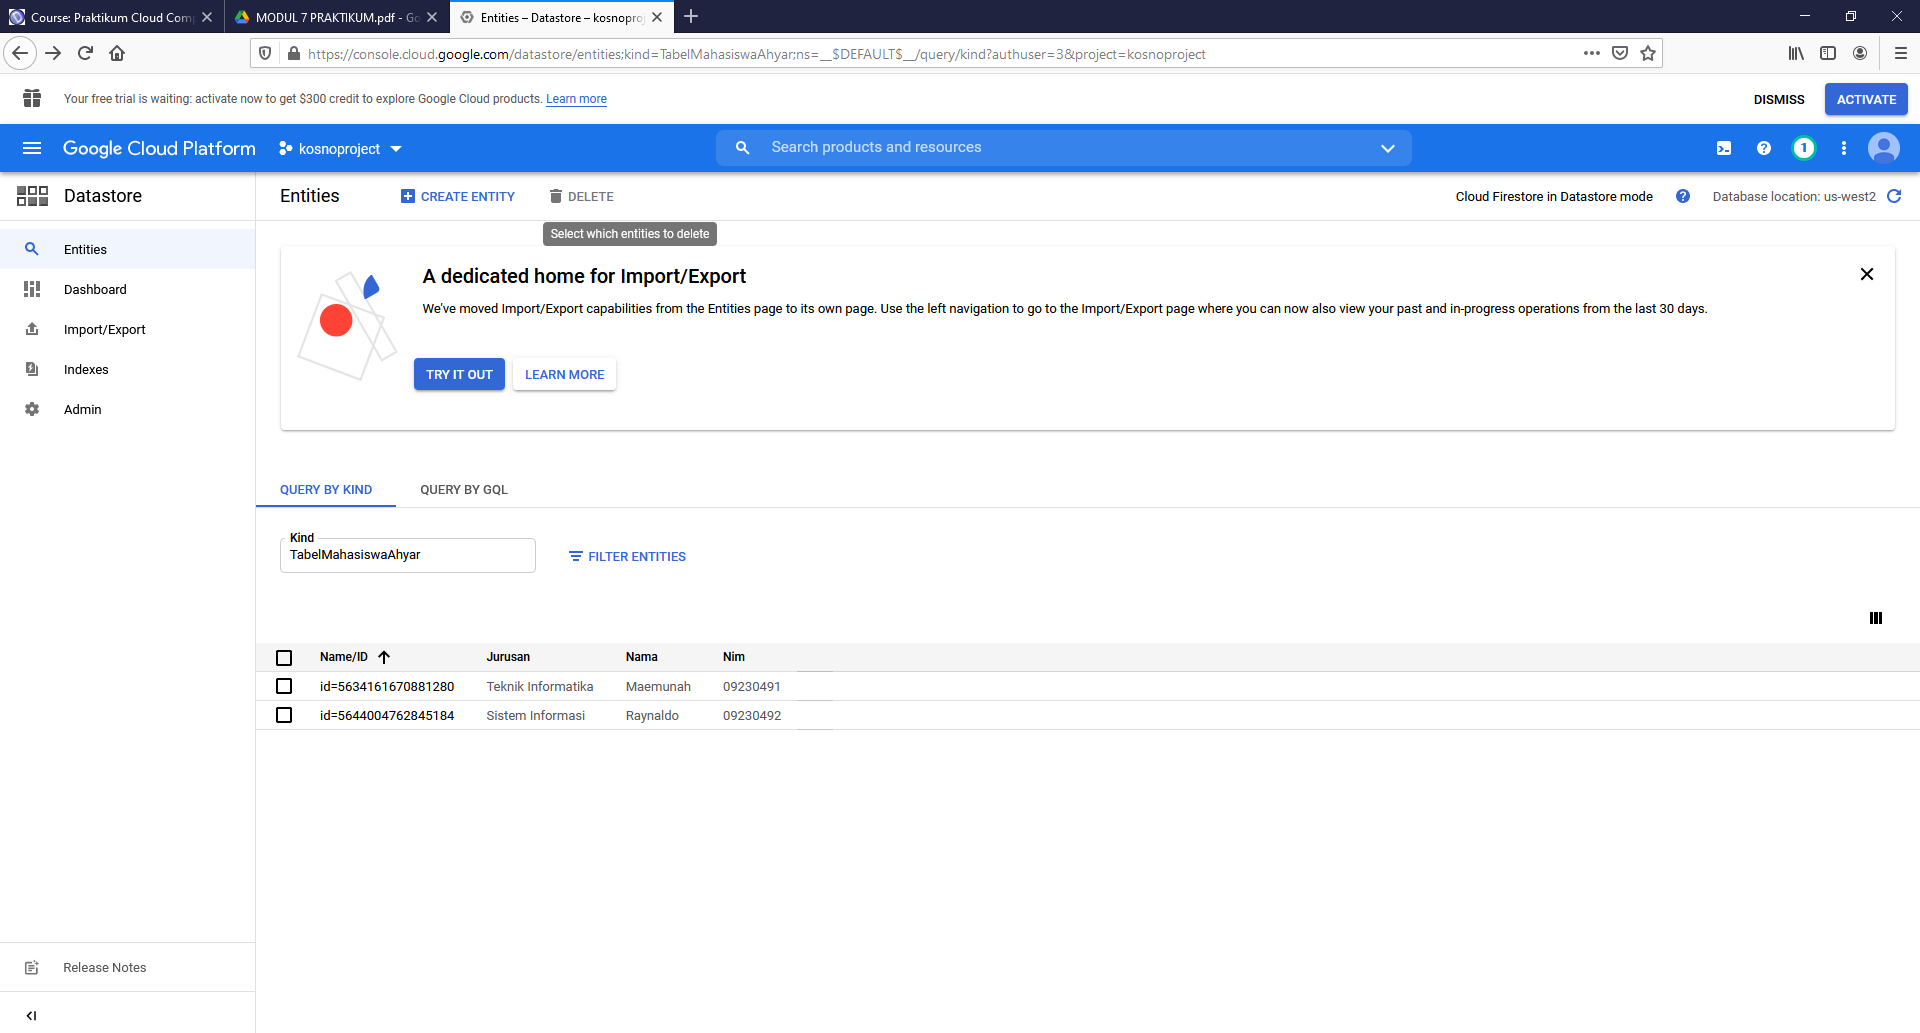 Course: Praktikum Cloud Comp
MODUL 7 PRAKTIKUM.pdf - Go
Entities – Datastore – kosnoproj
https://console.cloud.google.com/datastore/entities;kind=TabelMahasiswaAhyar;ns=__$DEFAULT$__/query/kind?authuser=3&project=kosnoproject
Your free trial is waiting: activate now to get $300 credit to explore Google Cloud products. Learn more
DISMISS
ACTIVATE
Google Cloud Platform
kosnoproject
Search products and resources
1
Datastore
Entities
CREATE ENTITY
DELETE
Cloud Firestore in Datastore mode
Database location: us-west2
Select which entities to delete
Entities
Dashboard
Import/Export
Indexes
Admin
A dedicated home for Import/Export
We've moved Import/Export capabilities from the Entities page to its own page. Use the left navigation to go to the Import/Export page where you can now also view your past and in-progress operations from the last 30 days.
TRY IT OUT
LEARN MORE
QUERY BY KIND
QUERY BY GQL
Kind
TabelMahasiswaAhyar
FILTER ENTITIES
Name/ID Jurusan Nama Nim
id=5634161670881280 Teknik Informatika Maemunah 09230491
id=5644004762845184 Sistem Informasi Raynaldo 09230492
Release Notes